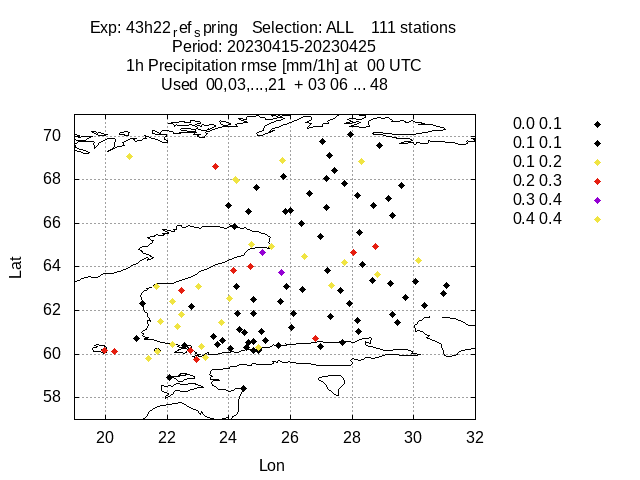 Exp: 43h22ref spring Selection: ALL 111 stations
Period: 20230415-20230425
1h Precipitation rmse [mm/1h] at 00 UTC
Used 00,03,...,21 + 03 06 ... 48
0.0 0.1
0.1 0.1
0.1 0.2
0.2 0.3
0.3 0.4
0.4 0.4
70
68
66
64
62
60
58
Lat
20 22 24 26 28 30 32
Lon